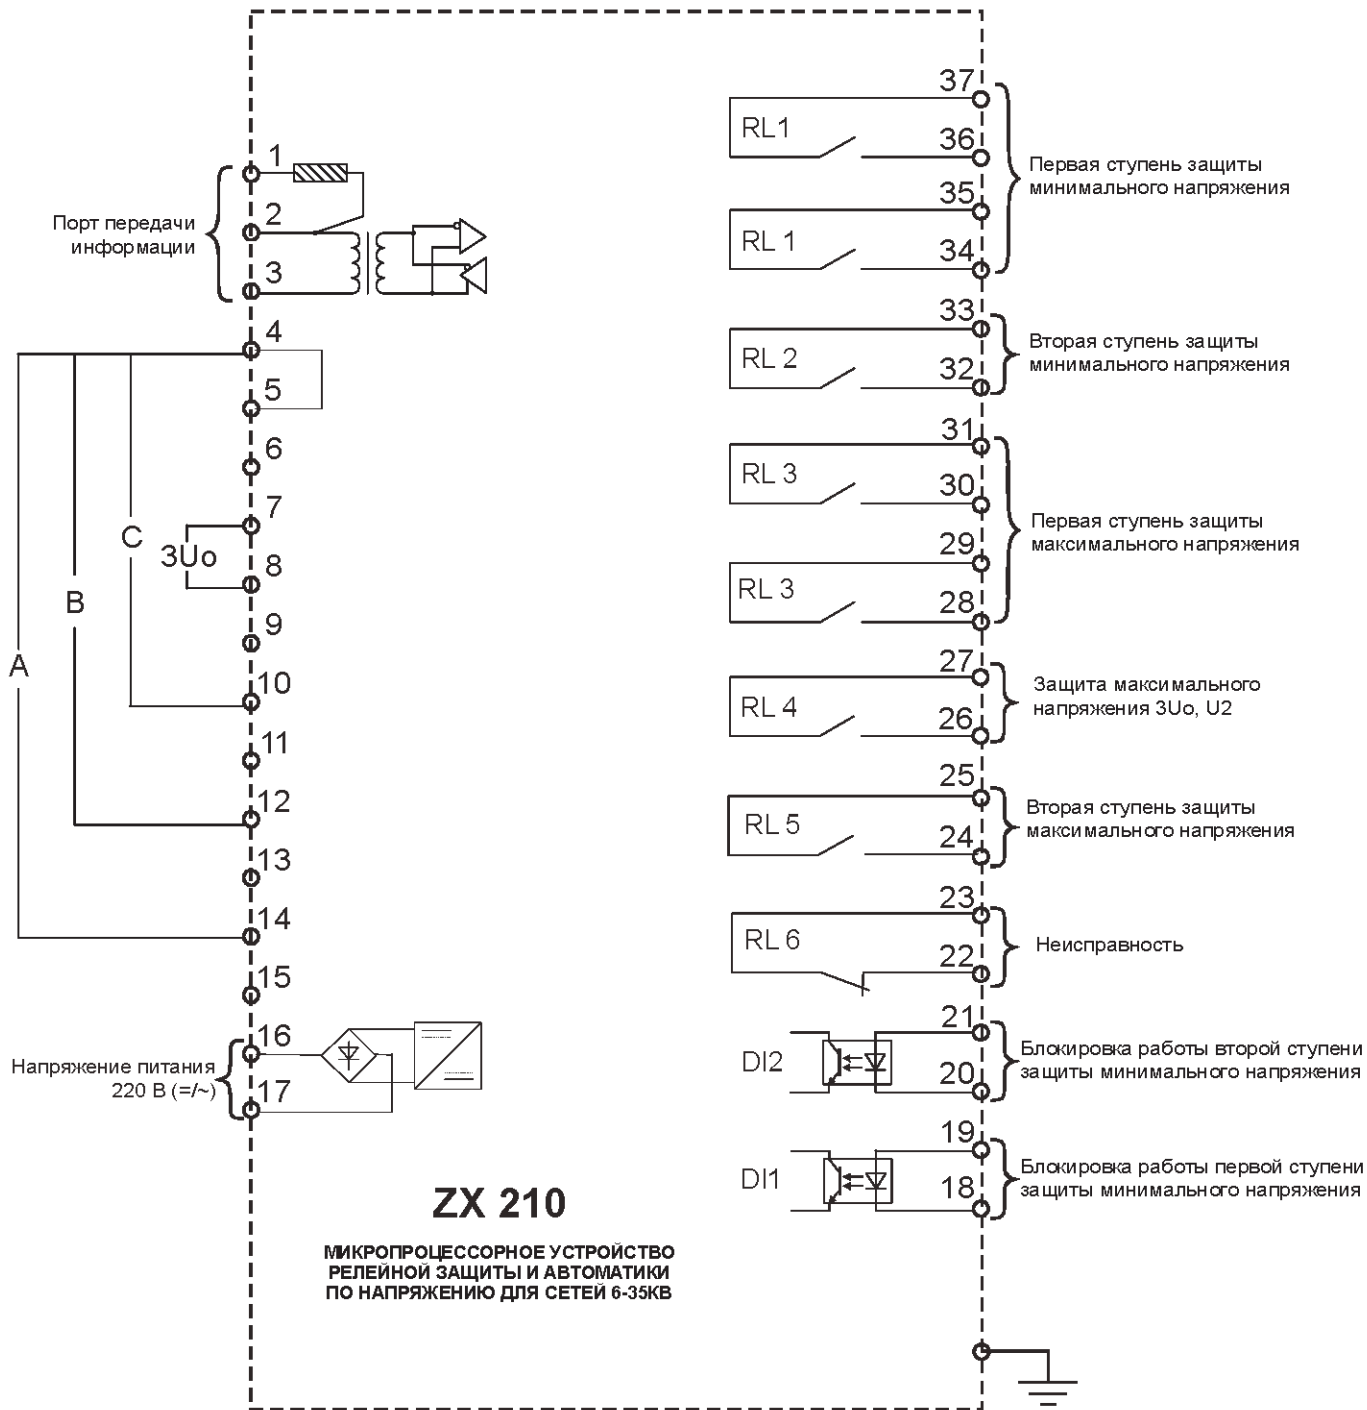 1
2
3
Порт передачи
информации
4
5
6
7
3Uo
8
9
10
11
12
13
14
15
16
17
A
B
C
Напряжение питания
220 В (=/~)
37
RL1
36
Первая ступень защиты
минимального напряжения
35
RL 1
34
33
RL 2
32
Вторая ступень защиты
минимального напряжения
31
RL 3
30
29
RL 3
28
Первая ступень защиты
максимального напряжения
27
RL 4
26
Защита максимального
напряжения 3Uo, U2
25
RL 5
24
Вторая ступень защиты
максимального напряжения
23
RL 6
22
Неисправность
21
DI2
20
Блокировка работы второй ступени
защиты минимального напряжения
19
DI1
18
Блокировка работы первой ступени
защиты минимального напряжения
ZX 210
МИКРОПРОЦЕССОРНОЕ УСТРОЙСТВО
РЕЛЕЙНОЙ ЗАЩИТЫ И АВТОМАТИКИ
ПО НАПРЯЖЕНИЮ ДЛЯ СЕТЕЙ 6-35КВ